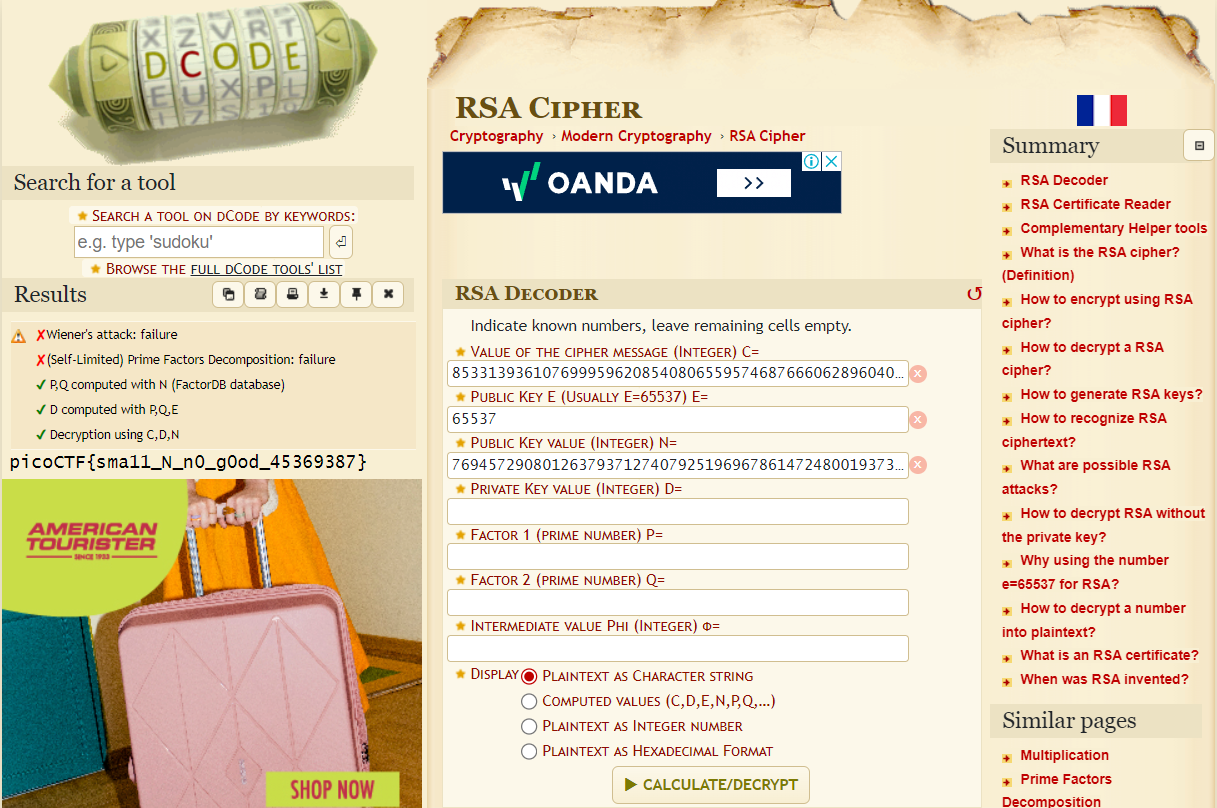 X Z V R T
D C O D E
E U X P L
RSA Cipher
Cryptography › Modern Cryptography › RSA Cipher
OANDA
>>
Search for a tool
Search a tool on dCode by keywords:
e.g. type 'sudoku'
Browse the full dCode tools' list
Results
Wiener's attack: failure
(Self-Limited) Prime Factors Decomposition: failure
P,Q computed with N (FactorDB database)
D computed with P,Q,E
Decryption using C,D,N
picoCTF{sma11_N_n0_g0od_45369387}
AMERICAN
TOURISTER
SINCE 1933
SHOP NOW
RSA Decoder
Indicate known numbers, leave remaining cells empty.
Value of the cipher message (Integer) C=
853313936107699959620854080655957468766606289604​0…
Public Key E (Usually E=65537) E=
65537
Public Key value (Integer) N=
769457290801263793712740792519696786147248001937​3…
Private Key value (Integer) D=
Factor 1 (prime number) P=
Factor 2 (prime number) Q=
Intermediate value Phi (Integer) Φ=
Display
Plaintext as Character string
Computed values (C,D,E,N,P,Q,…)
Plaintext as Integer number
Plaintext as Hexadecimal Format
▶ CALCULATE/DECRYPT
Summary
RSA Decoder
RSA Certificate Reader
Complementary Helper tools
What is the RSA cipher?
(Definition)
How to encrypt using RSA
cipher?
How to decrypt a RSA
cipher?
How to generate RSA keys?
How to recognize RSA
ciphertext?
What are possible RSA
attacks?
How to decrypt RSA without
the private key?
Why using the number
e=65537 for RSA?
How to decrypt a number
into plaintext?
What is an RSA certificate?
When was RSA invented?
Similar pages
Multiplication
Prime Factors
Decomposition